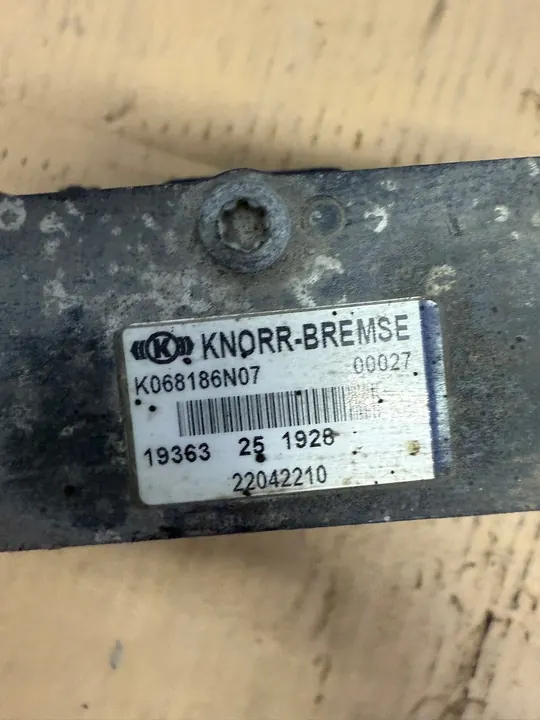 K KNORR-BREMSE
K068186N07 00027
19363 25 1928
22042210